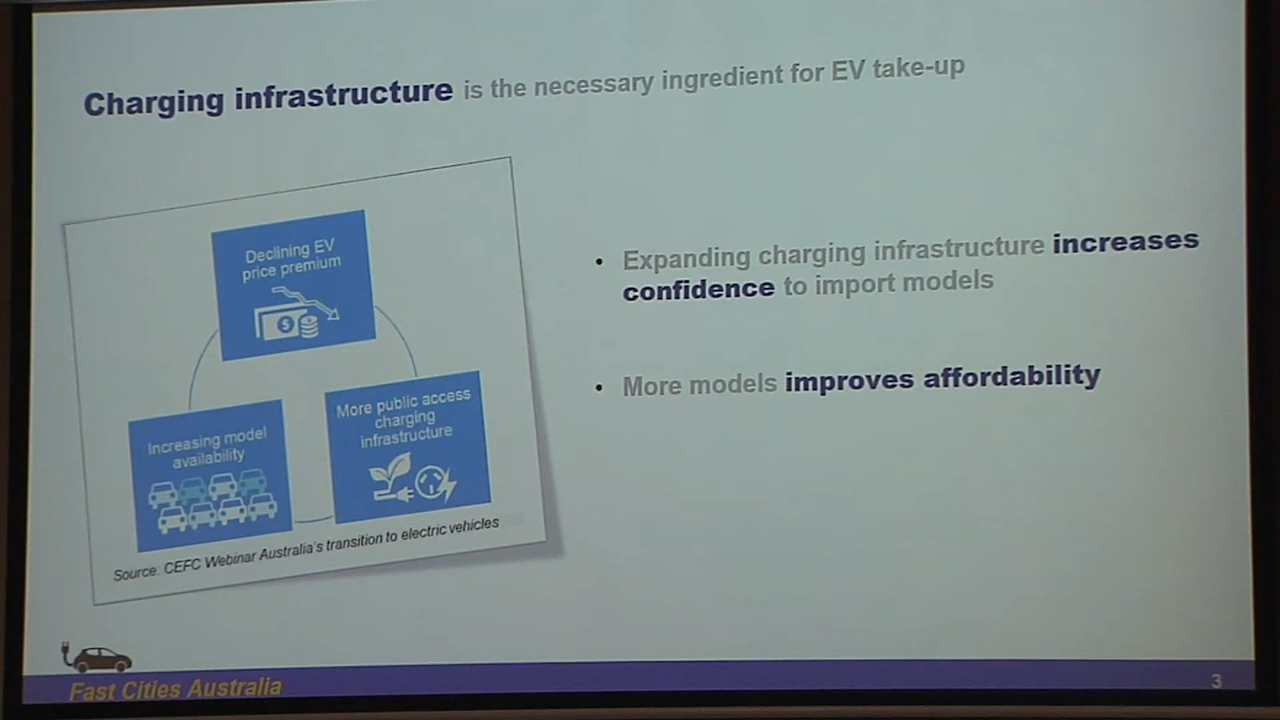 Charging infrastructure is the necessary ingredient for EV take-up
Declining EV
price premium
$
Increasing model
availability
More public access
charging
infrastructure
Source: CEFC Webinar Australia's transition to electric vehicles
• Expanding charging infrastructure increases
confidence to import models
• More models improves affordability
Fast Cities Australia
3